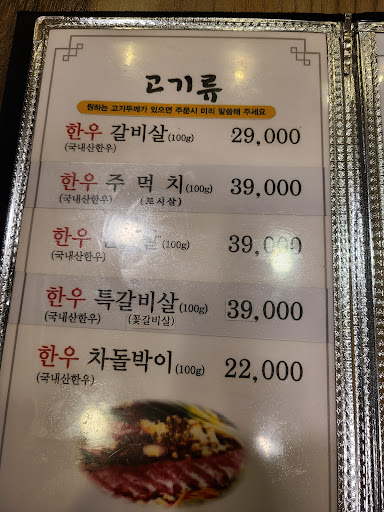 고기류
원하는 고기두께가 있으면 주문시 미리 말씀해 주세요
한우 갈비살(100g) 29,000
(국내산한우)
한우 주 먹 치(100g) 39,000
(국내산한우) (토시살)
한우 (100g) 39,000
(국내산한우)
한우 특갈비살(100g) 39,000
(국내산한우) (꽃갈비살)
한우 차돌박이(100g) 22,000
(국내산한우)